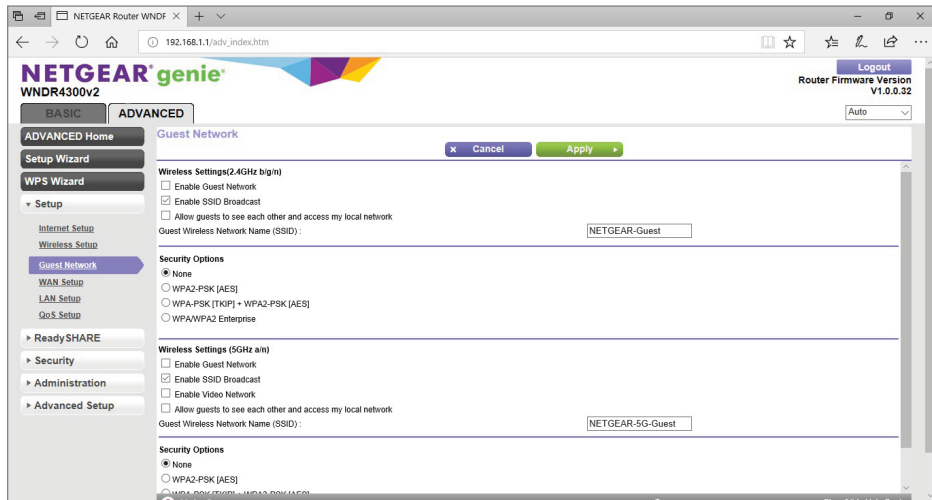 NETGEAR Router WNDF
192.168.1.1/adv_index.htm
NETGEAR® genie®
WNDR4300v2
Logout
Router Firmware Version
V1.0.0.32
BASIC
ADVANCED
Auto
ADVANCED Home
Setup Wizard
WPS Wizard
Setup
Internet Setup
Wireless Setup
Guest Network
WAN Setup
LAN Setup
QoS Setup
ReadySHARE
Security
Administration
Advanced Setup
Guest Network
Cancel
Apply
Wireless Settings(2.4GHz b/g/n)
Enable Guest Network
Enable SSID Broadcast
Allow guests to see each other and access my local network
Guest Wireless Network Name (SSID) : NETGEAR-Guest
Security Options
None
WPA2-PSK [AES]
WPA-PSK [TKIP] + WPA2-PSK [AES]
WPA/WPA2 Enterprise
Wireless Settings (5GHz a/n)
Enable Guest Network
Enable SSID Broadcast
Enable Video Network
Allow guests to see each other and access my local network
Guest Wireless Network Name (SSID) : NETGEAR-5G-Guest
Security Options
None
WPA2-PSK [AES]
WPA-PSK [TKIP] + WPA2-PSK [AES]